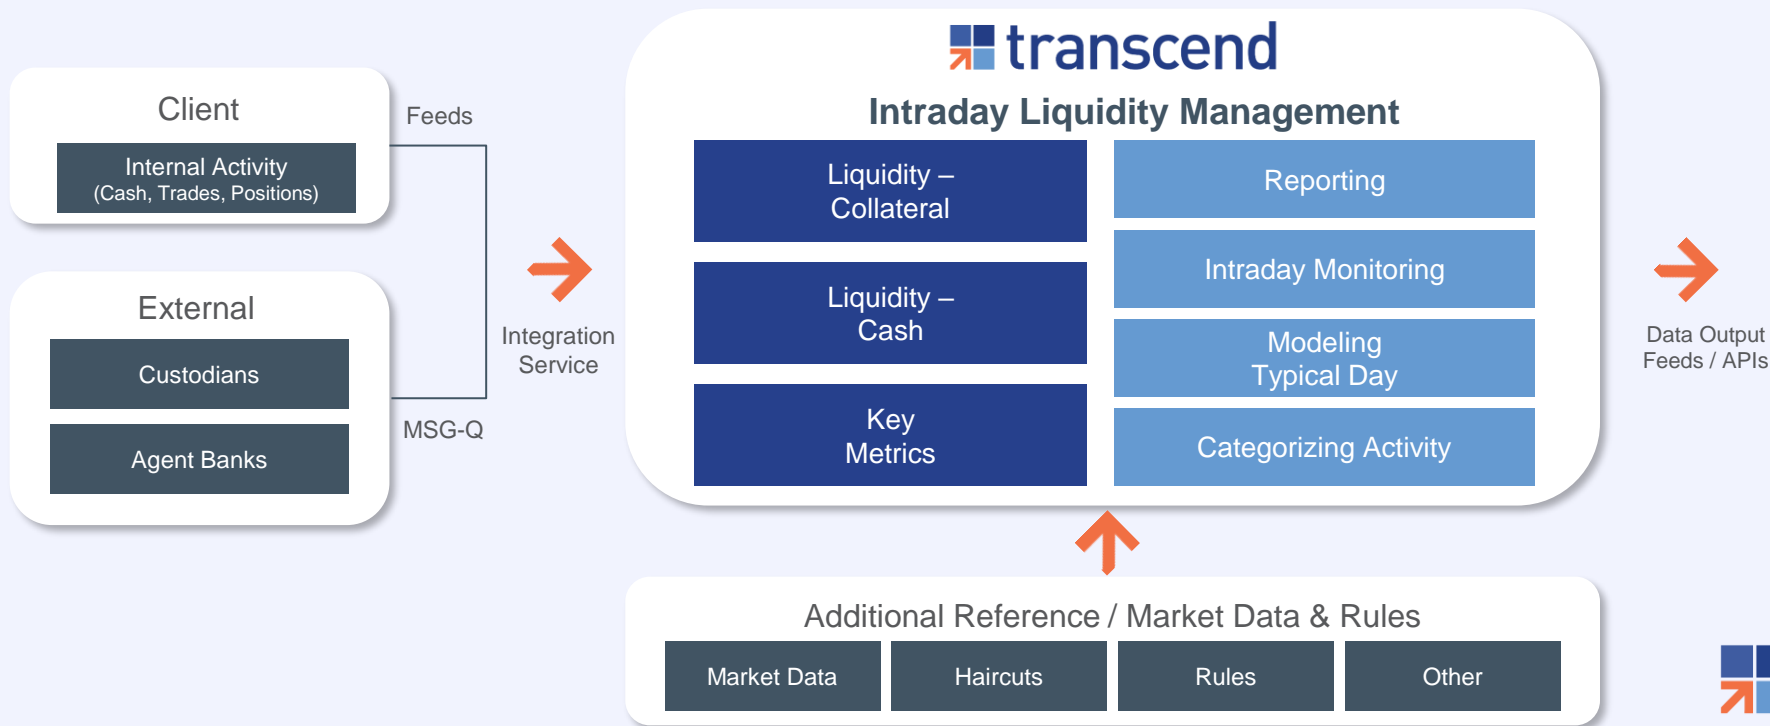 transcend
Intraday Liquidity Management
Client
Internal Activity
(Cash, Trades, Positions)
Feeds
External
Custodians
Agent Banks
MSG-Q
Integration
Service
Liquidity –
Collateral
Liquidity –
Cash
Key
Metrics
Reporting
Intraday Monitoring
Modeling
Typical Day
Categorizing Activity
Data Output
Feeds / APIs
Additional Reference / Market Data & Rules
Market Data
Haircuts
Rules
Other